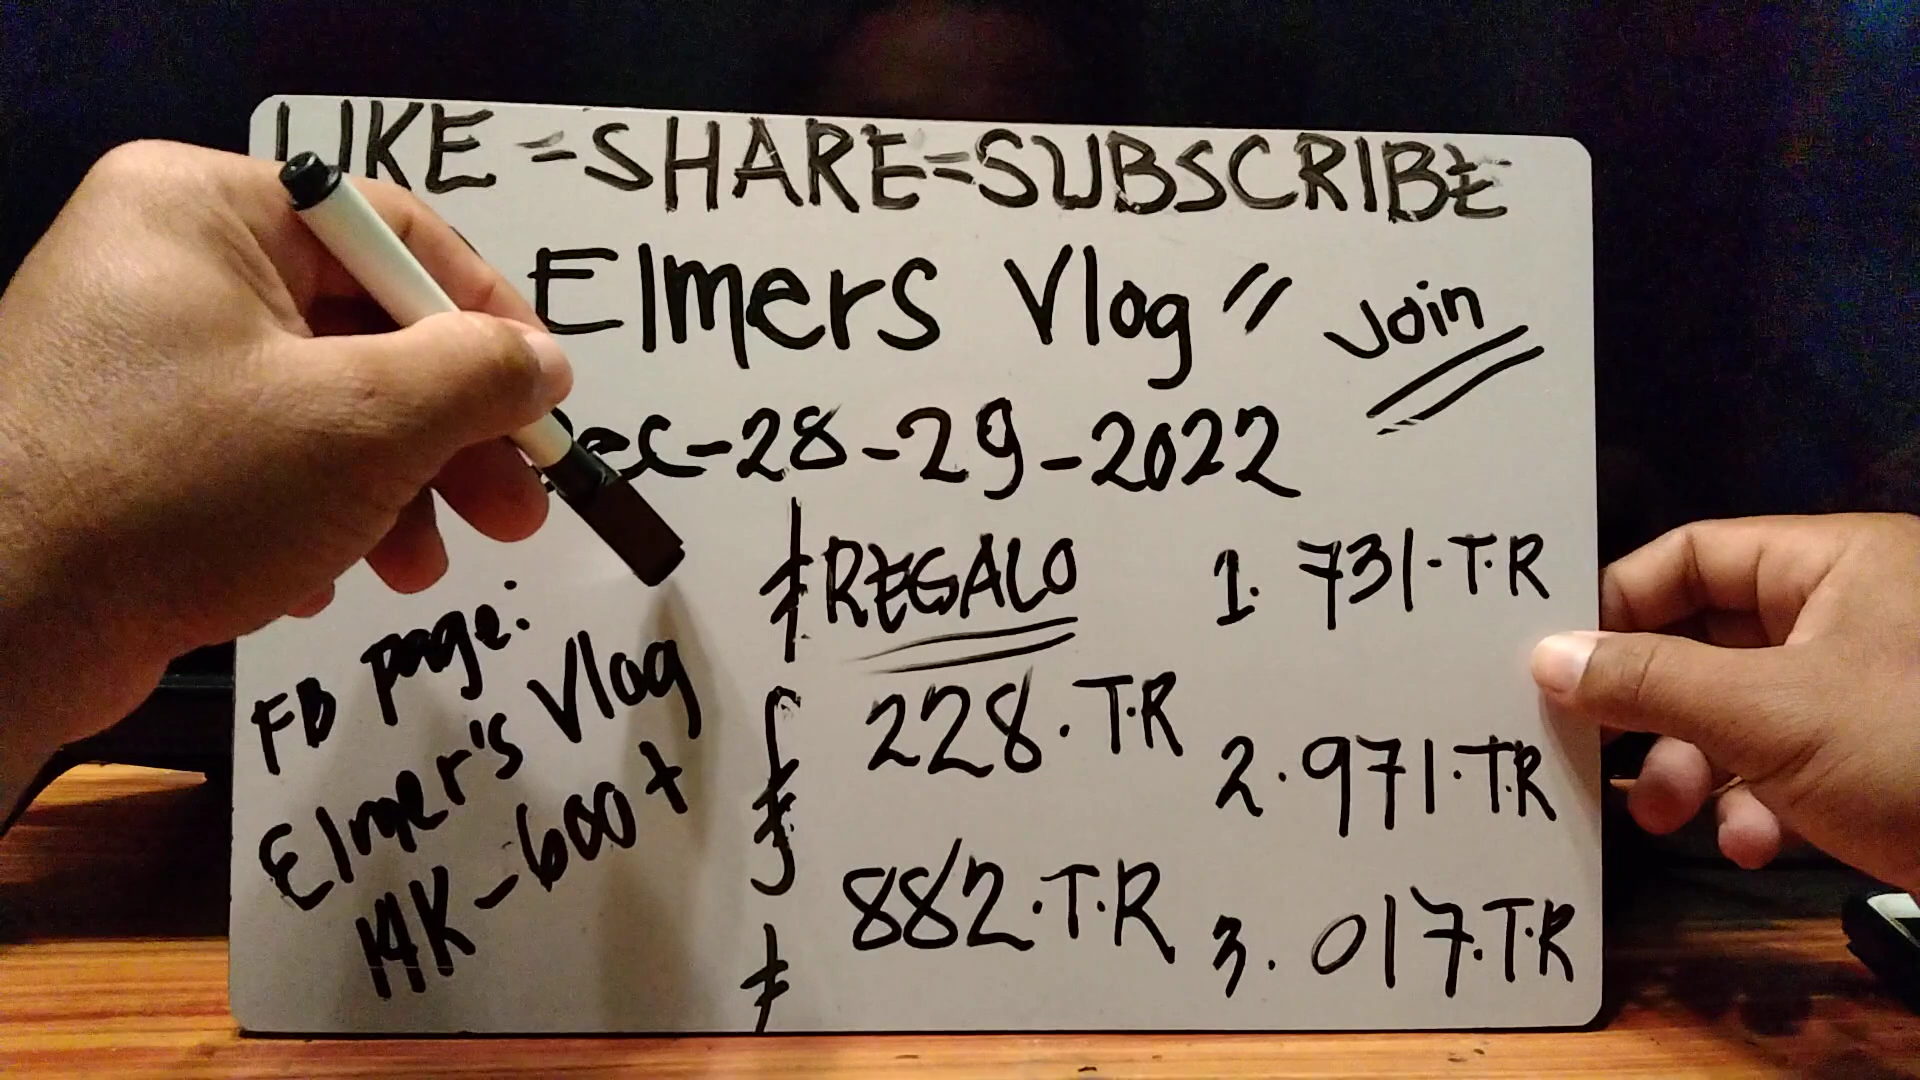 LIKE-SHARE=SUBSCRIBE
Elmers Vlog"
Join
Dec-28-29-2022
FB page:
Elmer's Vlog
14K-600+
REGALO
228.T.R
882.T.R
1. 731-T.R
2.971.T.R
3. 017.T.R